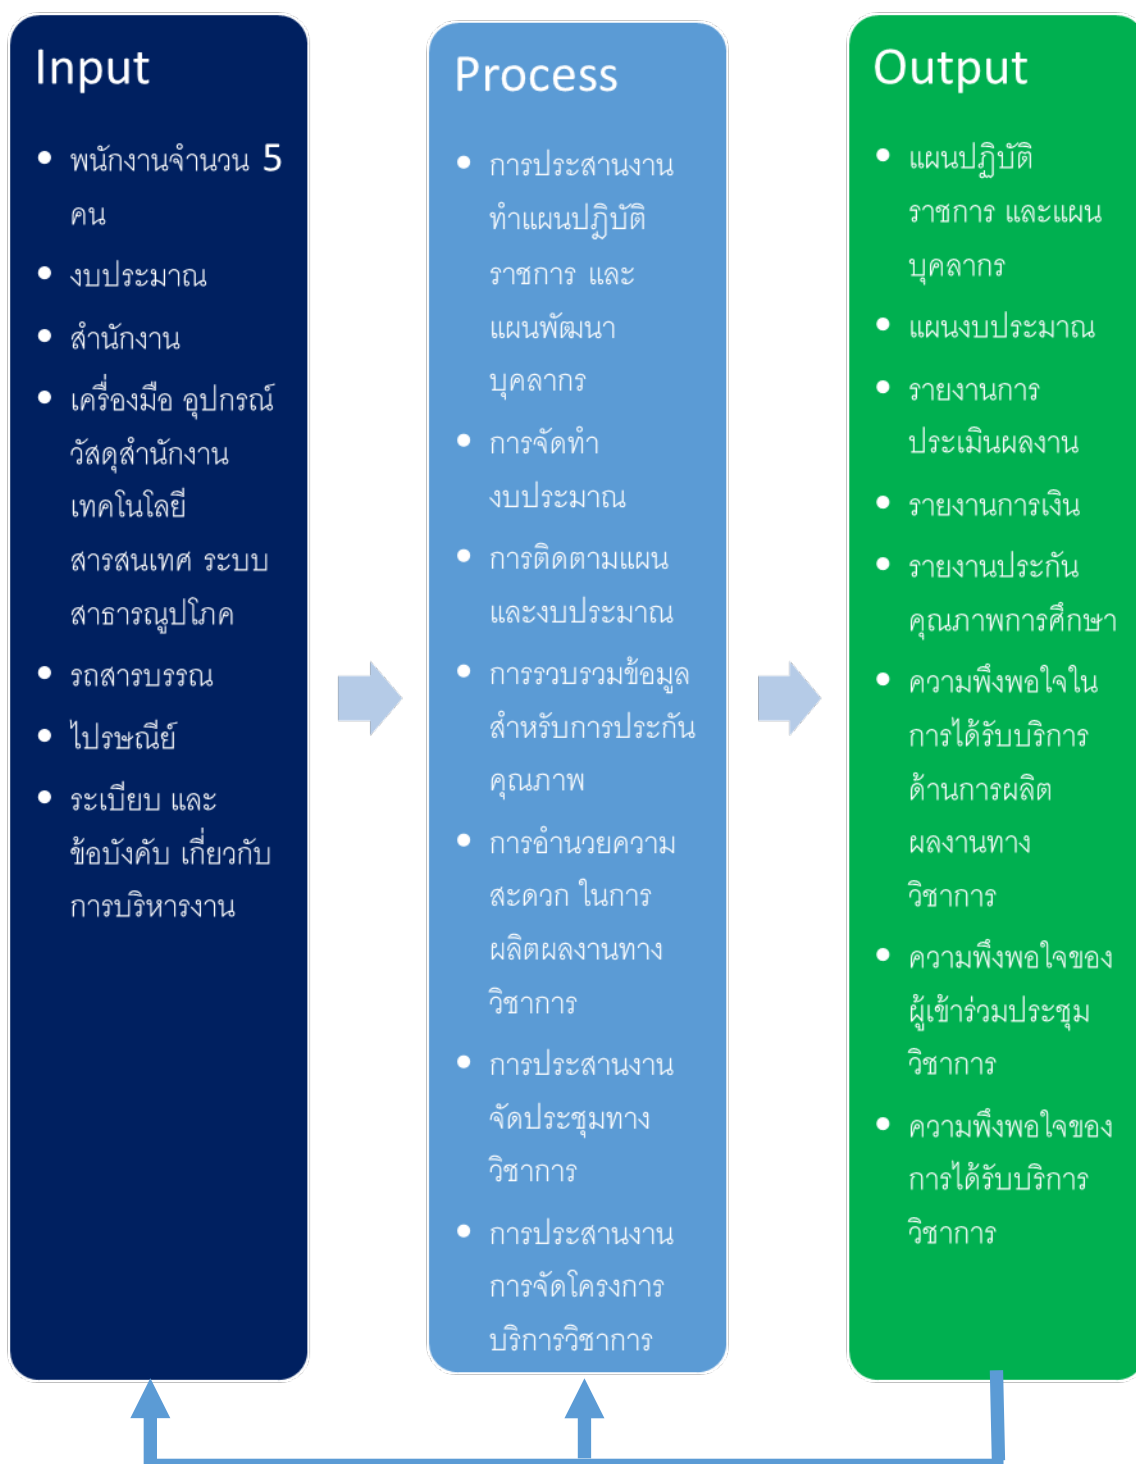 Input
• พนักงานจำนวน 5
คน
• งบประมาณ
• สำนักงาน
• เครื่องมือ อุปกรณ์
วัสดุสำนักงาน
เทคโนโลยี
สารสนเทศ ระบบ
สาธารณูปโภค
• รถสารบรรณ
• ไปรษณีย์
• ระเบียบ และ
ข้อบังคับ เกี่ยวกับ
การบริหารงาน
Process
• การประสานงาน
ทำแผนปฎิบัติ
ราชการ และ
แผนพัฒนา
บุคลากร
• การจัดทำ
งบประมาณ
• การติดตามแผน
และงบประมาณ
• การรวบรวมข้อมูล
สำหรับการประกัน
คุณภาพ
• การอำนวยความ
สะดวก ในการ
ผลิตผลงานทาง
วิชาการ
• การประสานงาน
จัดประชุมทาง
วิชาการ
• การประสานงาน
การจัดโครงการ
บริการวิชาการ
Output
• แผนปฏิบัติ
ราชการ และแผน
บุคลากร
• แผนงบประมาณ
• รายงานการ
ประเมินผลงาน
• รายงานการเงิน
• รายงานประกัน
คุณภาพการศึกษา
• ความพึงพอใจใน
การได้รับบริการ
ด้านการผลิต
ผลงานทาง
วิชาการ
• ความพึงพอใจของ
ผู้เข้าร่วมประชุม
วิชาการ
• ความพึงพอใจของ
การได้รับบริการ
วิชาการ